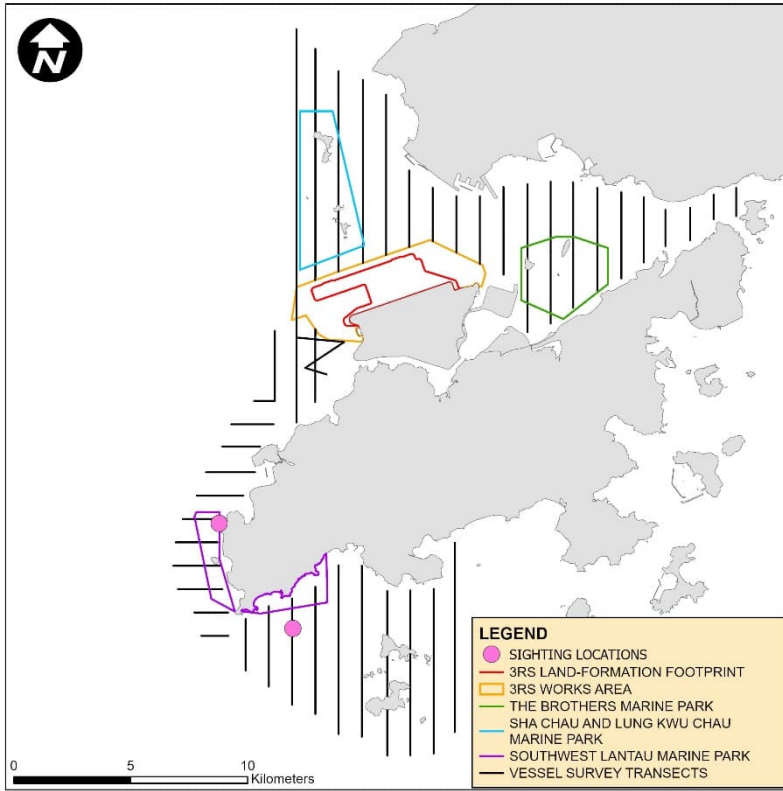 N
LEGEND
SIGHTING LOCATIONS
3RS LAND-FORMATION FOOTPRINT
3RS WORKS AREA
THE BROTHERS MARINE PARK
SHA CHAU AND LUNG KWU CHAU
MARINE PARK
SOUTHWEST LANTAU MARINE PARK
VESSEL SURVEY TRANSECTS
0 5 10
Kilometers